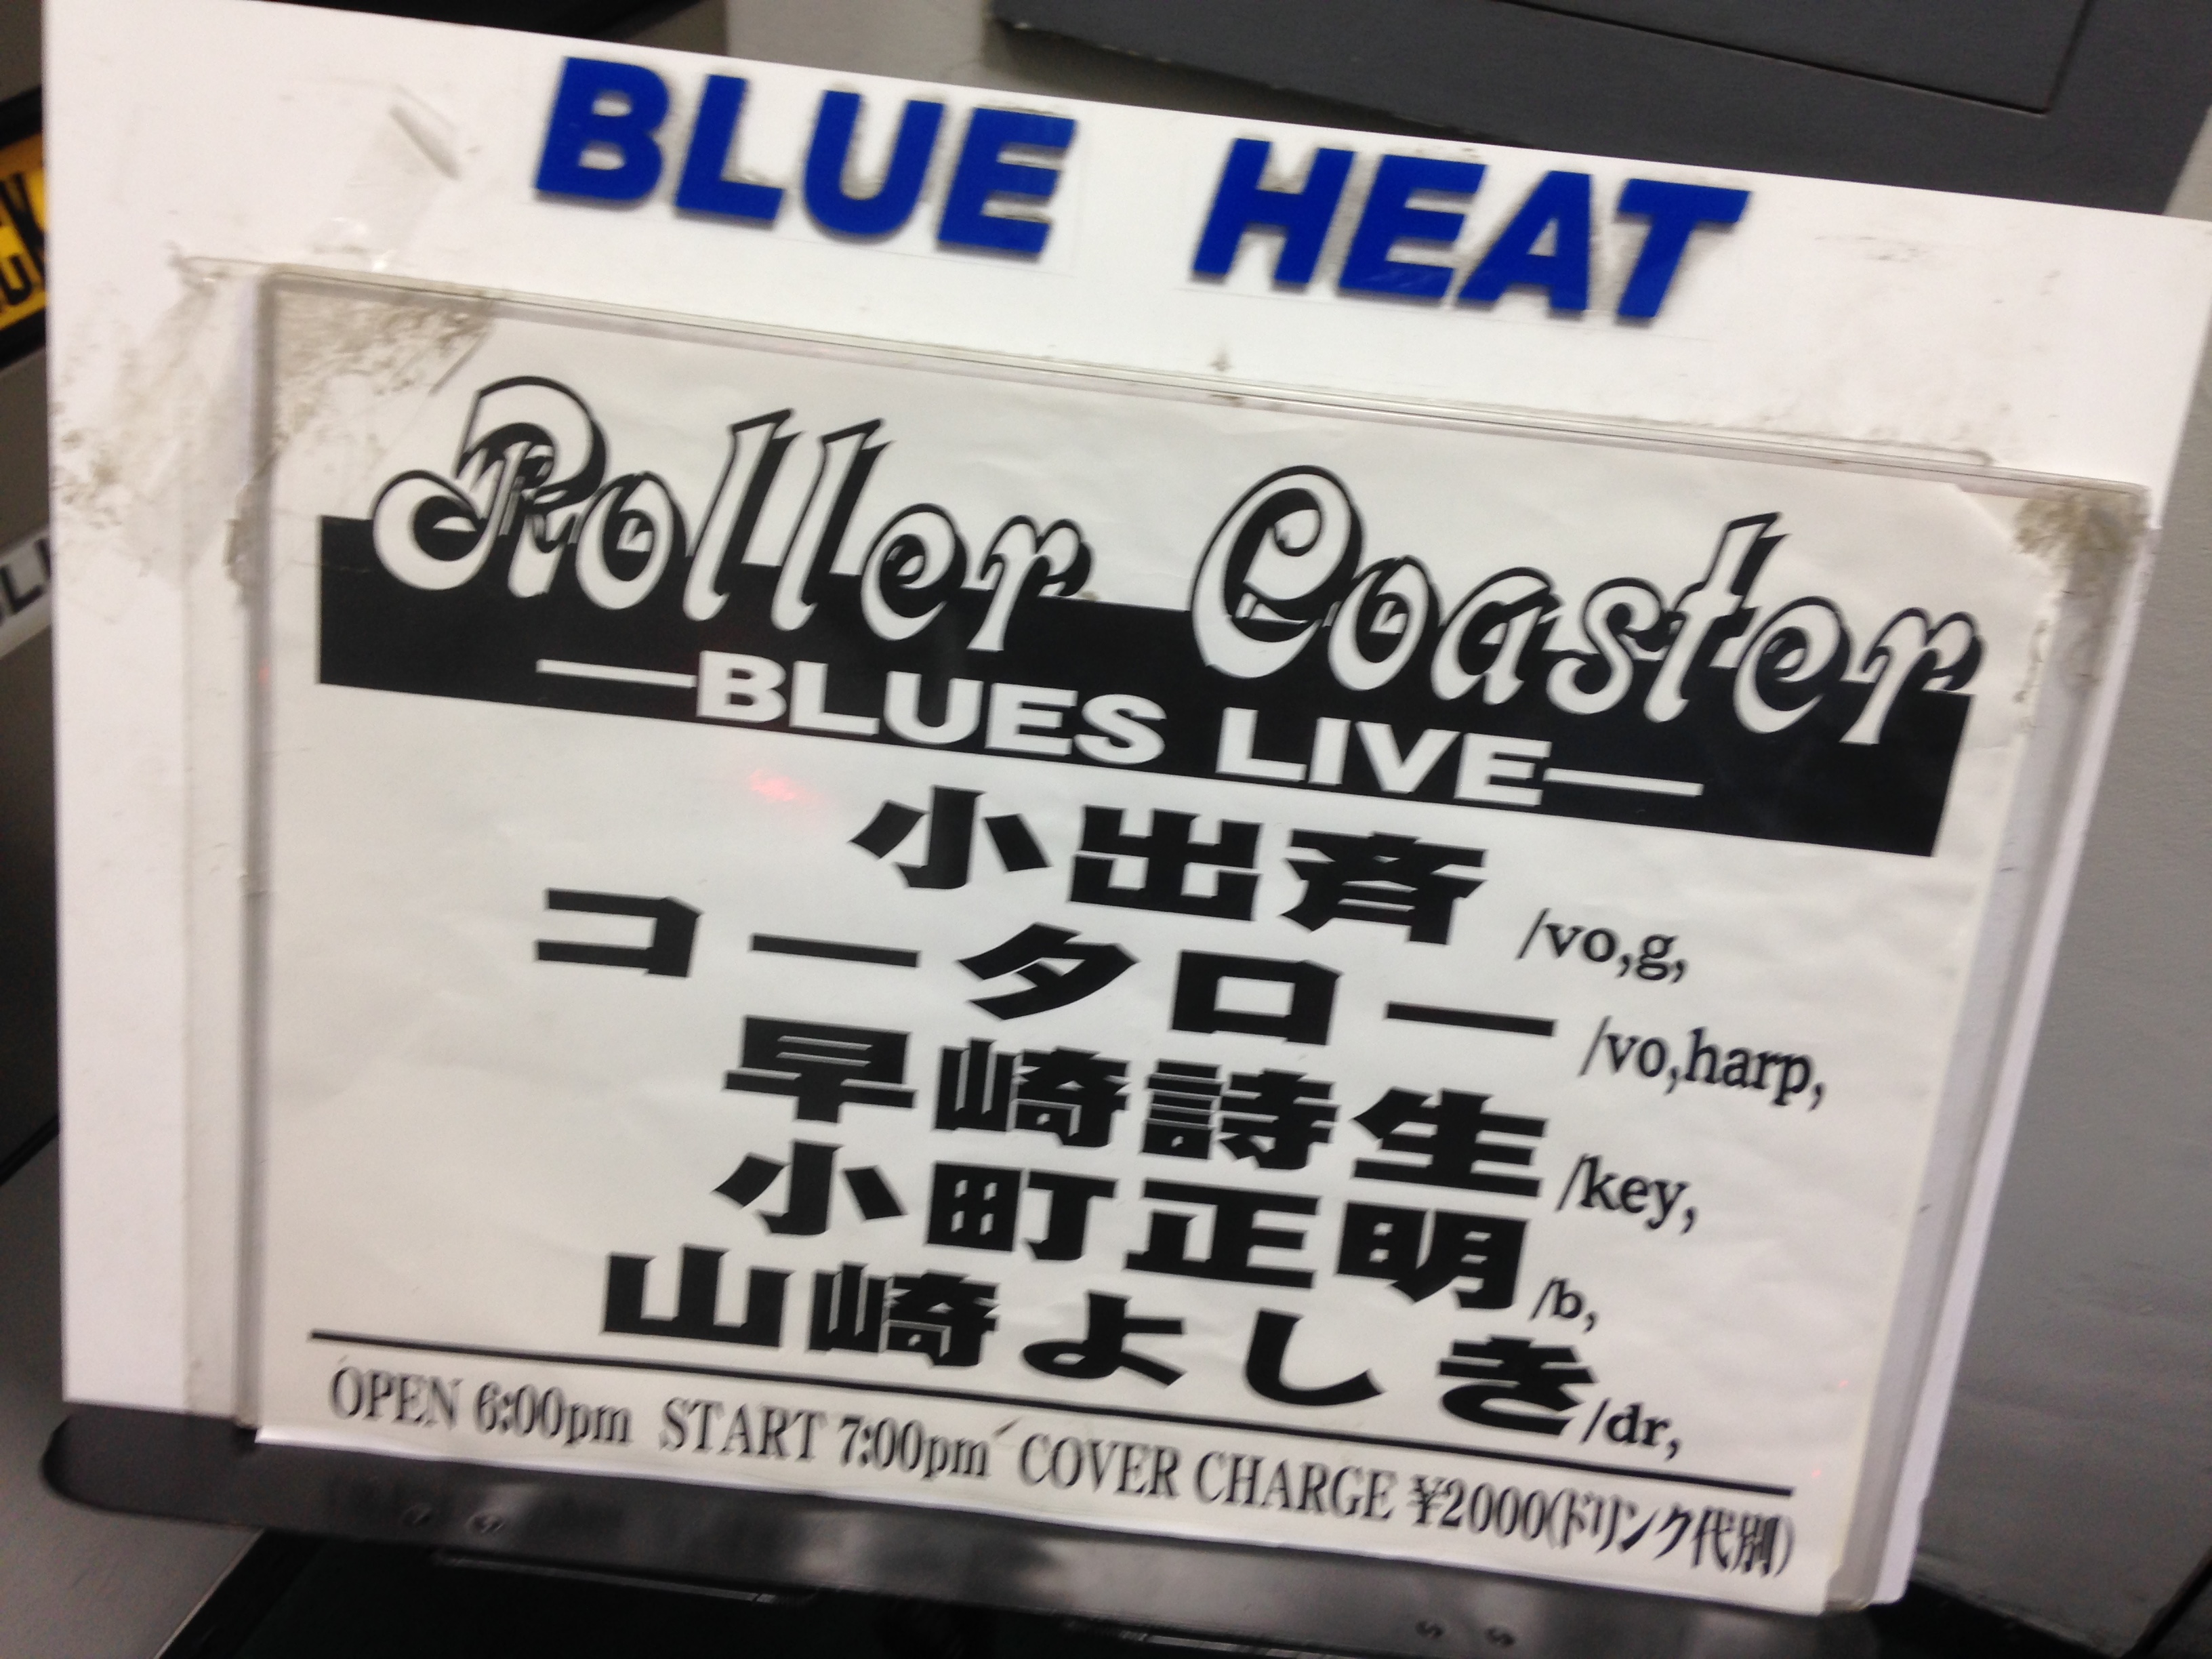 BLUE HEAT
Roller Coaster
—BLUES LIVE—
小出斉 /vo,g,
コータロー /vo,harp,
早崎詩生 /key,
小町正明 /b,
山崎よしき /dr,
OPEN 6:00pm START 7:00pm COVER CHARGE ¥2000(ドリンク代別)